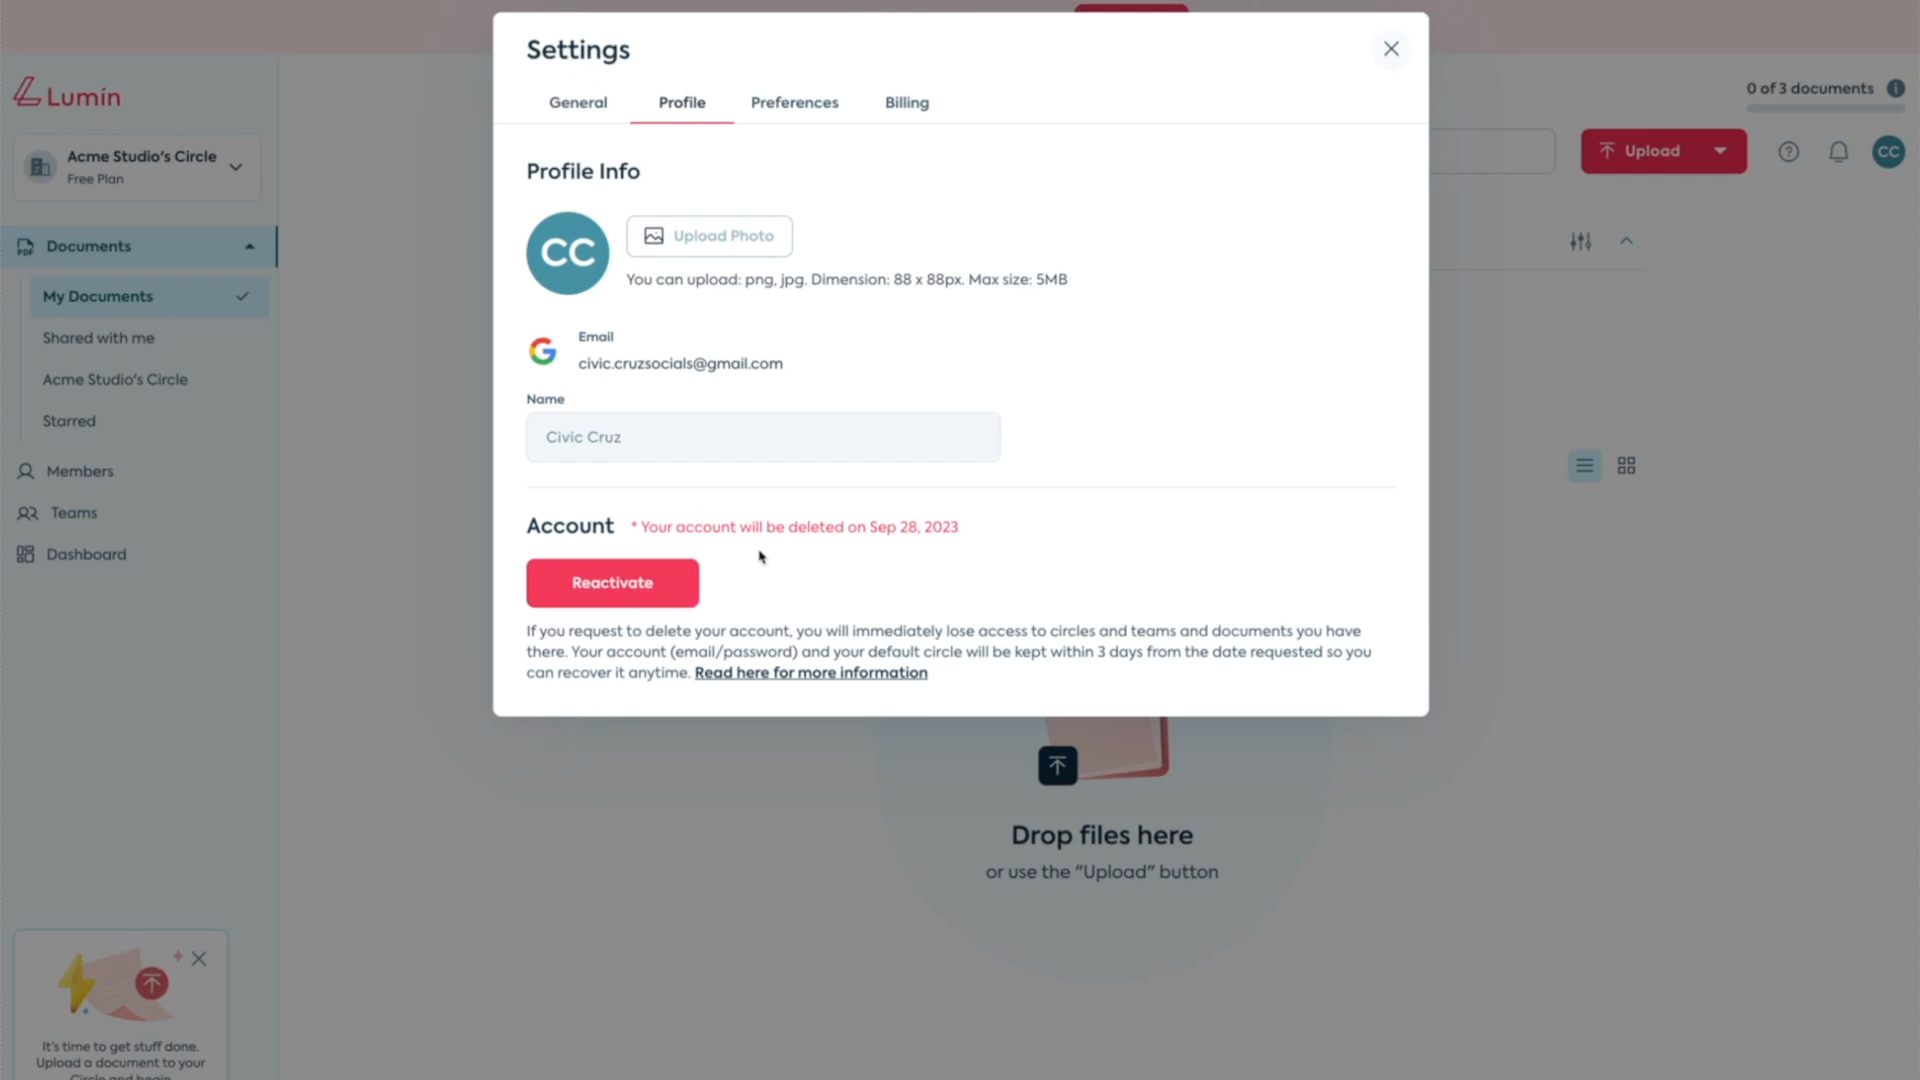 Settings
General
Profile
Preferences
Billing
Profile Info
CC
Upload Photo
You can upload: png, jpg. Dimension: 88 x 88px. Max size: 5MB
Email
civic.cruzsocials@gmail.com
Name
Civic Cruz
Account * Your account will be deleted on Sep 28, 2023
Reactivate
If you request to delete your account, you will immediately lose access to circles and teams and documents you have
there. Your account (email/password) and your default circle will be kept within 3 days from the date requested so you
can recover it anytime. Read here for more information
Lumin
Acme Studio's Circle
Free Plan
Documents
My Documents
Shared with me
Acme Studio's Circle
Starred
Members
Teams
Dashboard
It's time to get stuff done.
Upload a document to your
Circle and begin
0 of 3 documents
Upload
CC
Drop files here
or use the "Upload" button